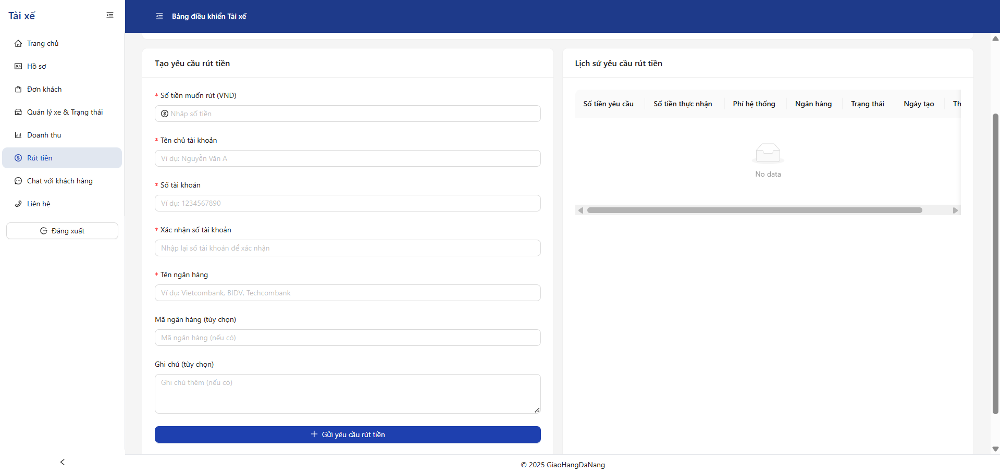 Tài xế
Trang chủ
Hồ sơ
Đơn khách
Quản lý xe & Trạng thái
Doanh thu
Rút tiền
Chat với khách hàng
Liên hệ
Đăng xuất
Bảng điều khiển Tài xế
Tạo yêu cầu rút tiền
* Số tiền muốn rút (VND)
Nhập số tiền
* Tên chủ tài khoản
Ví dụ: Nguyễn Văn A
* Số tài khoản
Ví dụ: 1234567890
* Xác nhận số tài khoản
Nhập lại số tài khoản để xác nhận
* Tên ngân hàng
Ví dụ: Vietcombank, BIDV, Techcombank
Mã ngân hàng (tùy chọn)
Mã ngân hàng (nếu có)
Ghi chú (tùy chọn)
Ghi chú thêm (nếu có)
Gửi yêu cầu rút tiền
Lịch sử yêu cầu rút tiền
Số tiền yêu cầu Số tiền thực nhận Phí hệ thống Ngân hàng Trạng thái Ngày tạo Th
No data
© 2025 GiaoHangDaNang